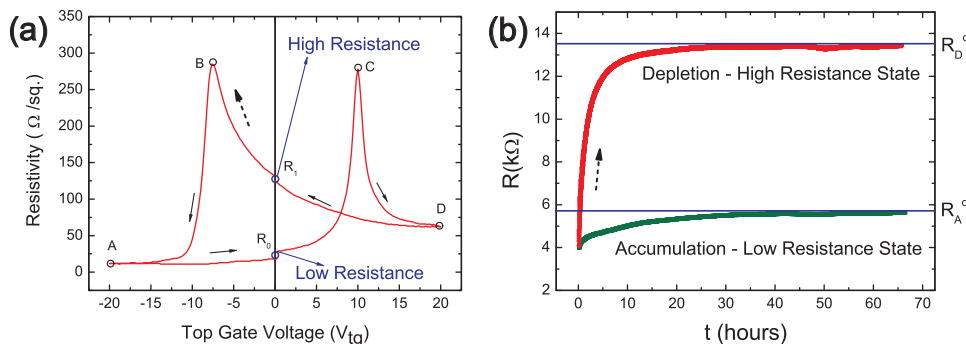 (a)
350
300
250
200
150
100
50
0
Resistivity ( Ω /sq.)
-20
-15
-10
-5
0
5
10
15
20
Top Gate Voltage (Vtg)
High Resistance
B
C
R1
D
R0
A
Low Resistance
(b)
14
12
10
8
6
4
2
R(kΩ)
0
10
20
30
40
50
60
70
t (hours)
Depletion - High Resistance State
Accumulation - Low Resistance State